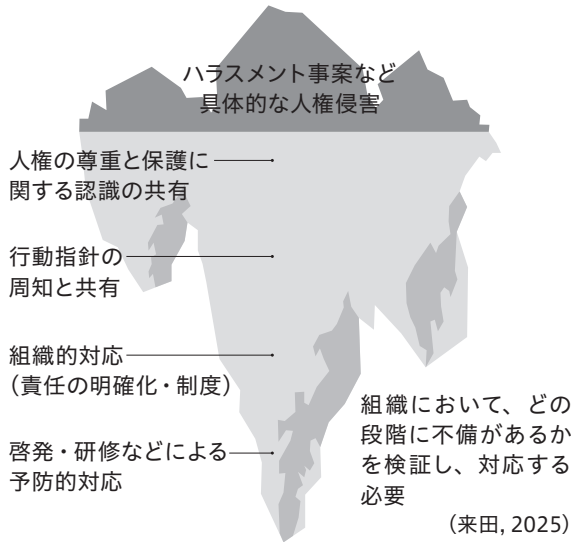 ハラスメント事案など
具体的な人権侵害
人権の尊重と保護に
関する認識の共有
行動指針の
周知と共有
組織的対応
（責任の明確化・制度）
啓発・研修などによる
予防的対応
組織において、どの
段階に不備があるか
を検証し、対応する
必要
（来田, 2025）